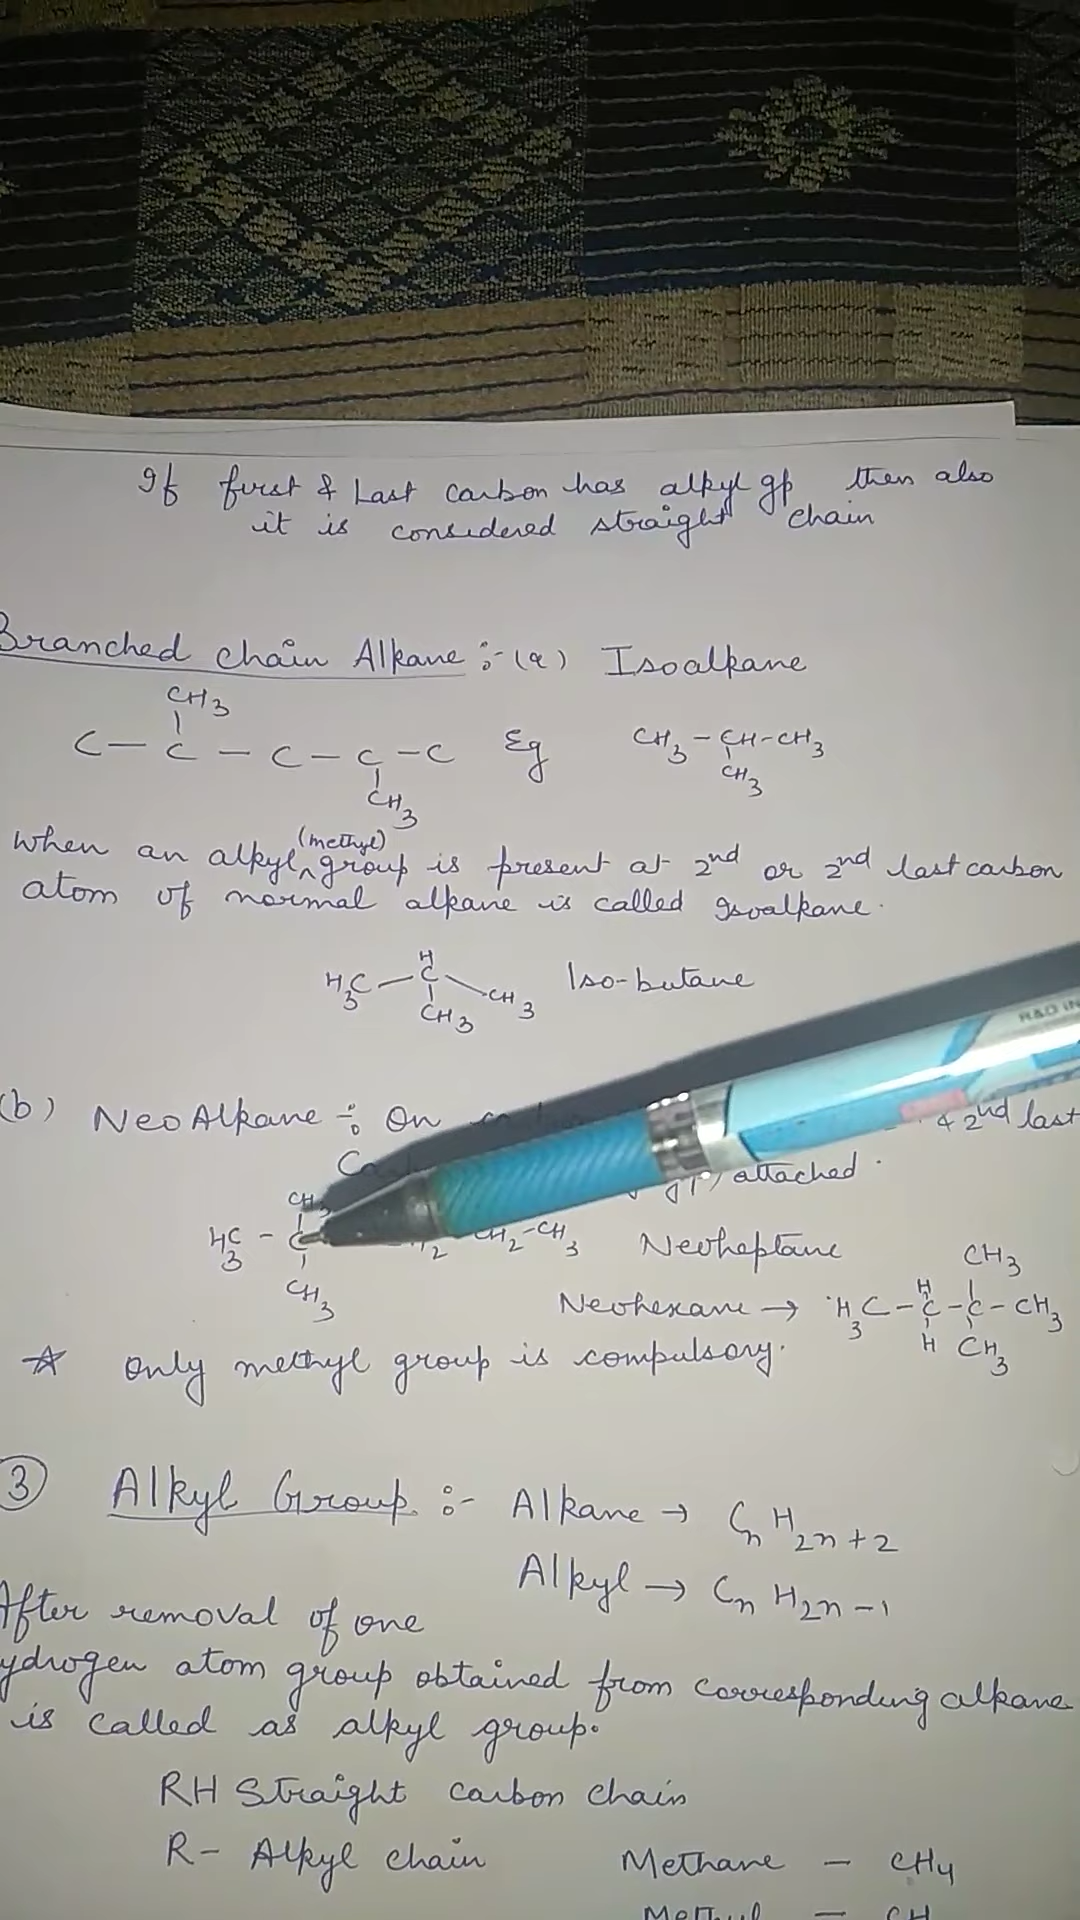 If first & Last carbon has alkyl gp then also
it is considered straight chain
Branched chain Alkane :- (a) Isoalkane
CH3
C - C - C - C - C Eg CH3 - CH - CH3
CH3 CH3
(methyl)
When an alkyl ^ group is present at 2nd or 2nd last carbon
atom of normal alkane is called Isoalkane.
H
H3C - C - CH3 Iso-butane
CH3
(b) Neo Alkane :- On & 2nd last
attached.
CH3
H3C - C CH2 - CH3 Neoheptane
CH3
CH3
Neohexane → H3C - C - C - CH3
H
H CH3
☆ Only methyl group is compulsory.
③ Alkyl Group :- Alkane → CnH2n+2
Alkyl → CnH2n-1
After removal of one
ydrogen atom group obtained from corresponding alkane
is called as alkyl group.
RH Straight carbon chain
R- Alkyl chain
Methane - CH4
Methyl - CH